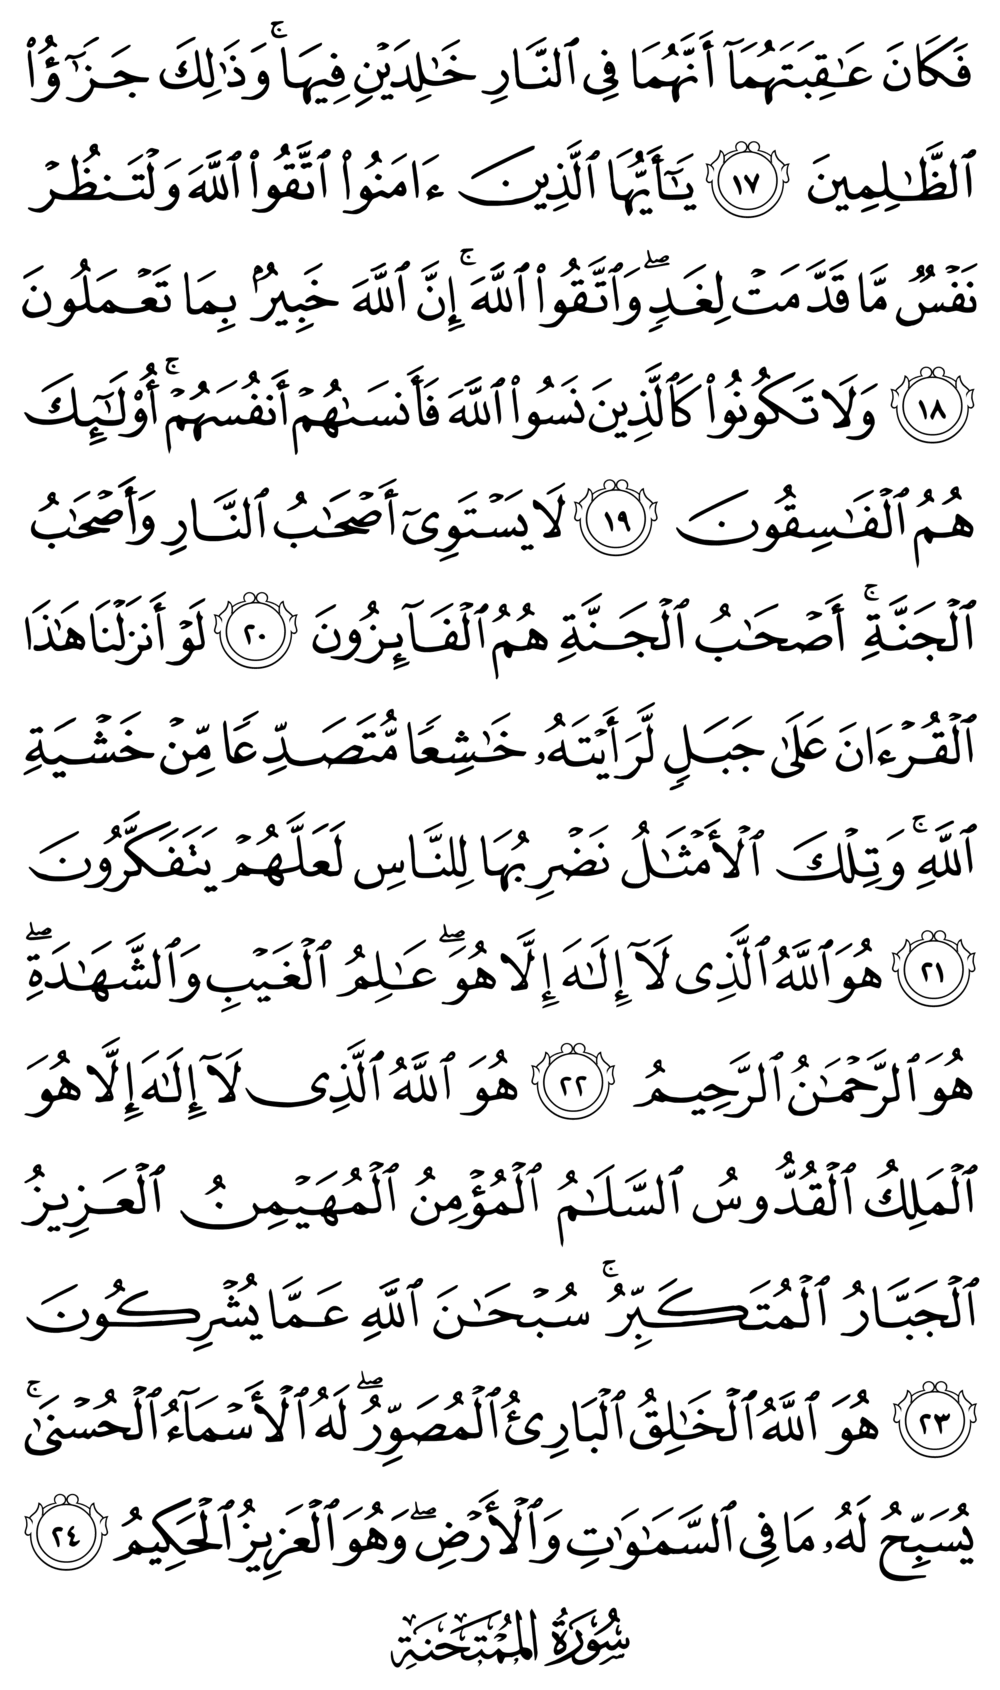 فَكَانَ عَٰقِبَتَهُمَآ أَنَّهُمَا فِى ٱلنَّارِ خَٰلِدَيْنِ فِيهَا ۚ وَذَٰلِكَ جَزَٰٓؤُا۟
ٱلظَّٰلِمِينَ ١٧ يَٰٓأَيُّهَا ٱلَّذِينَ ءَامَنُوا۟ ٱتَّقُوا۟ ٱللَّهَ وَلْتَنظُرْ
نَفْسٌ مَّا قَدَّمَتْ لِغَدٍ ۖ وَٱتَّقُوا۟ ٱللَّهَ ۚ إِنَّ ٱللَّهَ خَبِيرٌۢ بِمَا تَعْمَلُونَ
١٨ وَلَا تَكُونُوا۟ كَٱلَّذِينَ نَسُوا۟ ٱللَّهَ فَأَنسَىٰهُمْ أَنفُسَهُمْ ۚ أُو۟لَٰٓئِكَ
هُمُ ٱلْفَٰسِقُونَ ١٩ لَا يَسْتَوِىٓ أَصْحَٰبُ ٱلنَّارِ وَأَصْحَٰبُ
ٱلْجَنَّةِ ۚ أَصْحَٰبُ ٱلْجَنَّةِ هُمُ ٱلْفَآئِزُونَ ٢٠ لَوْ أَنزَلْنَا هَٰذَا
ٱلْقُرْءَانَ عَلَىٰ جَبَلٍ لَّرَأَيْتَهُۥ خَٰشِعًا مُّتَصَدِّعًا مِّنْ خَشْيَةِ
ٱللَّهِ ۚ وَتِلْكَ ٱلْأَمْثَٰلُ نَضْرِبُهَا لِلنَّاسِ لَعَلَّهُمْ يَتَفَكَّرُونَ
٢١ هُوَ ٱللَّهُ ٱلَّذِى لَآ إِلَٰهَ إِلَّا هُوَ ۖ عَٰلِمُ ٱلْغَيْبِ وَٱلشَّهَٰدَةِ ۖ
هُوَ ٱلرَّحْمَٰنُ ٱلرَّحِيمُ ٢٢ هُوَ ٱللَّهُ ٱلَّذِى لَآ إِلَٰهَ إِلَّا هُوَ
ٱلْمَلِكُ ٱلْقُدُّوسُ ٱلسَّلَٰمُ ٱلْمُؤْمِنُ ٱلْمُهَيْمِنُ ٱلْعَزِيزُ
ٱلْجَبَّارُ ٱلْمُتَكَبِّرُ ۚ سُبْحَٰنَ ٱللَّهِ عَمَّا يُشْرِكُونَ
٢٣ هُوَ ٱللَّهُ ٱلْخَٰلِقُ ٱلْبَارِئُ ٱلْمُصَوِّرُ ۖ لَهُ ٱلْأَسْمَآءُ ٱلْحُسْنَىٰ ۚ
يُسَبِّحُ لَهُۥ مَا فِى ٱلسَّمَٰوَٰتِ وَٱلْأَرْضِ ۖ وَهُوَ ٱلْعَزِيزُ ٱلْحَكِيمُ ٢٤
سُورَةُ الْمُمْتَحَنَةِ